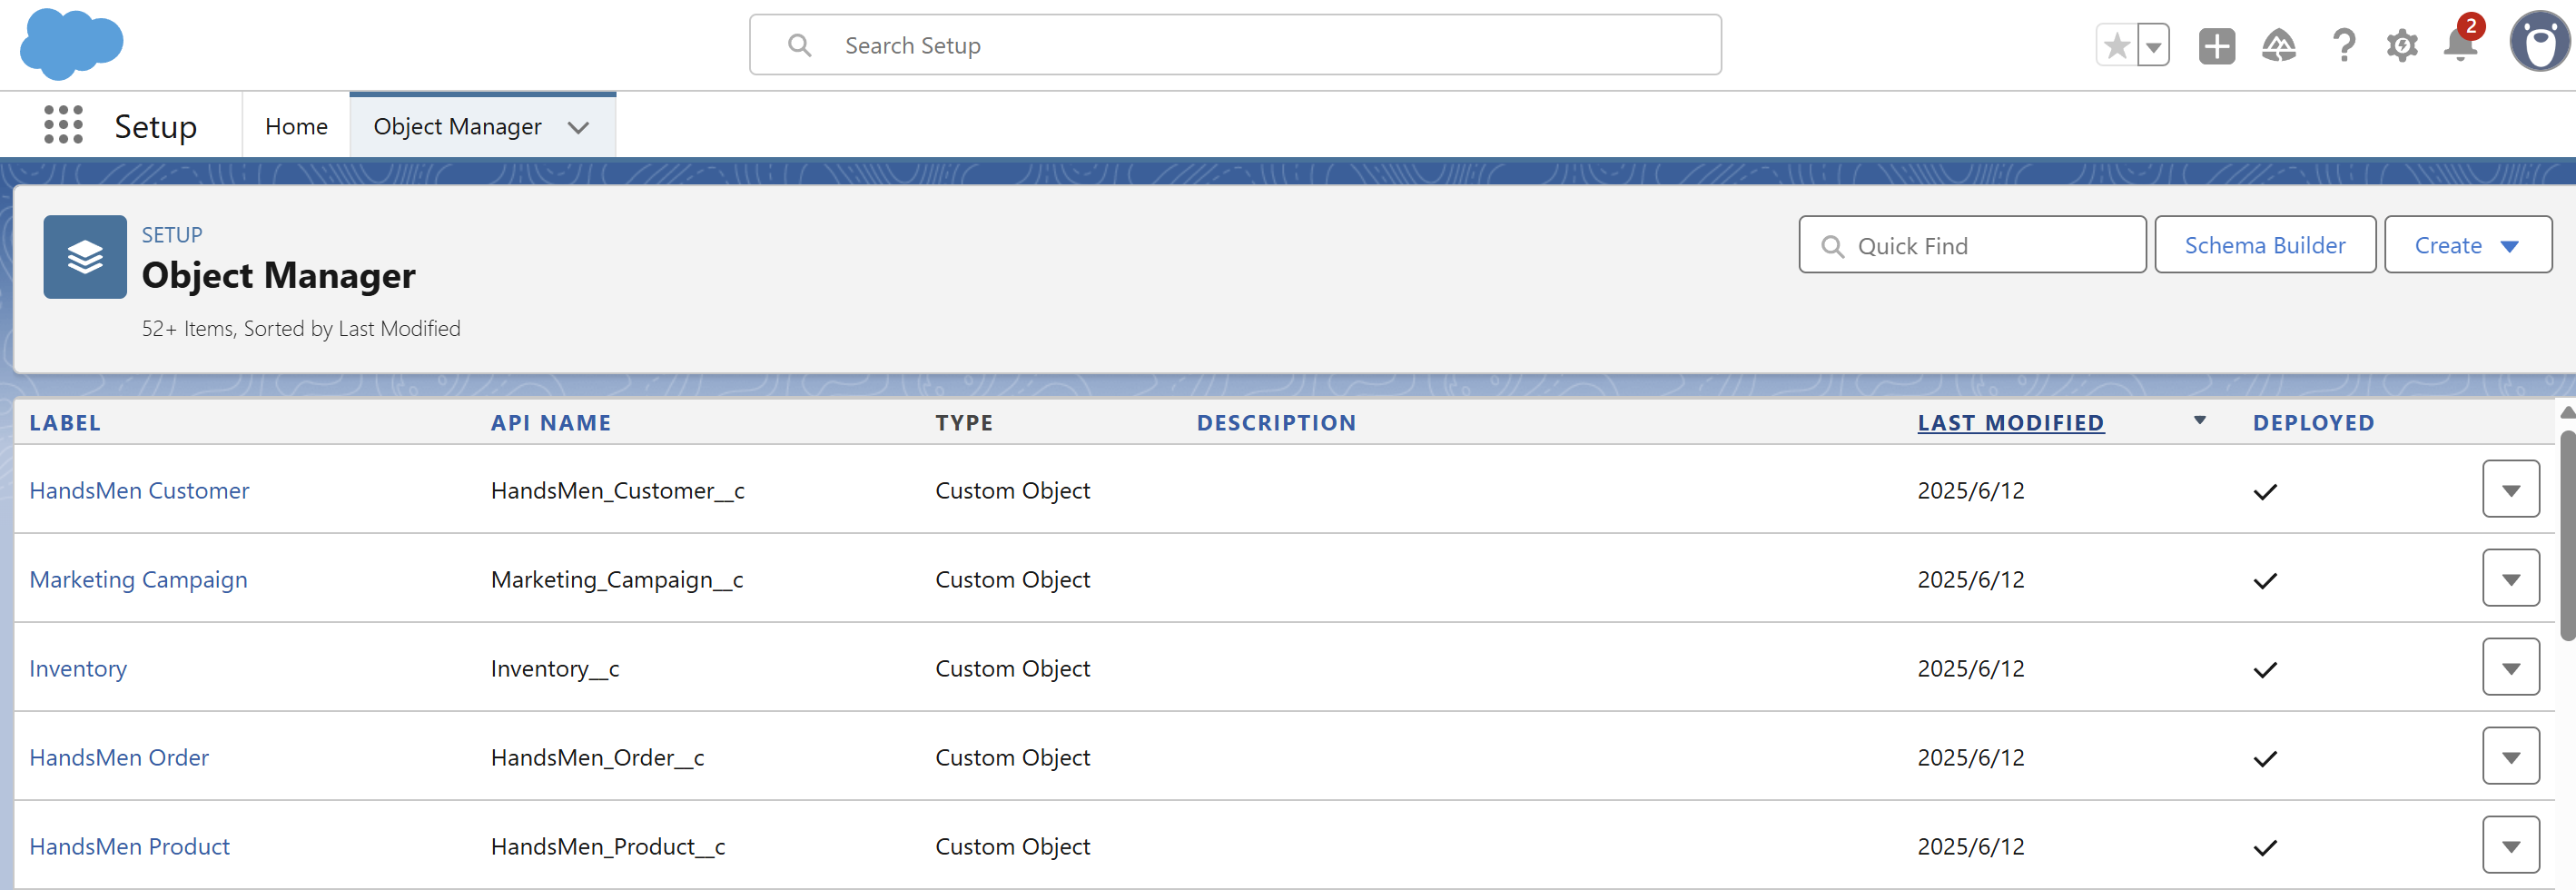 Search Setup
2
Setup
Home
Object Manager
SETUP
Object Manager
52+ Items, Sorted by Last Modified
Quick Find
Schema Builder
Create
LABEL API NAME TYPE DESCRIPTION LAST MODIFIED DEPLOYED
HandsMen Customer HandsMen_Customer__c Custom Object 2025/6/12
Marketing Campaign Marketing_Campaign__c Custom Object 2025/6/12
Inventory Inventory__c Custom Object 2025/6/12
HandsMen Order HandsMen_Order__c Custom Object 2025/6/12
HandsMen Product HandsMen_Product__c Custom Object 2025/6/12